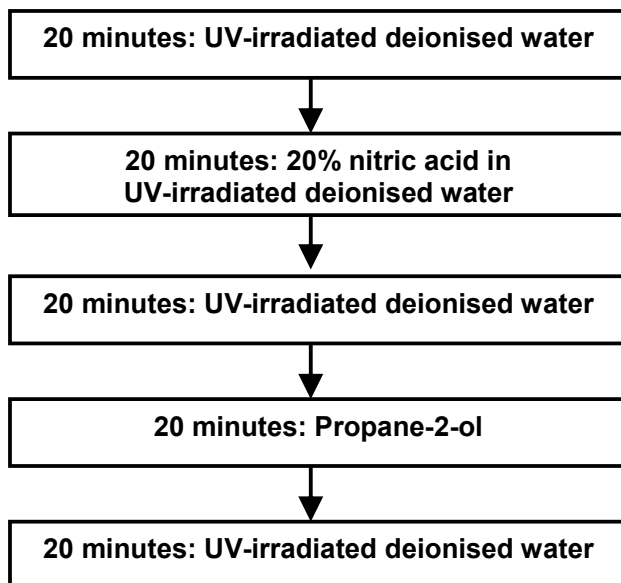 20 minutes: UV-irradiated deionised water
20 minutes: 20% nitric acid in
UV-irradiated deionised water
20 minutes: UV-irradiated deionised water
20 minutes: Propane-2-ol
20 minutes: UV-irradiated deionised water